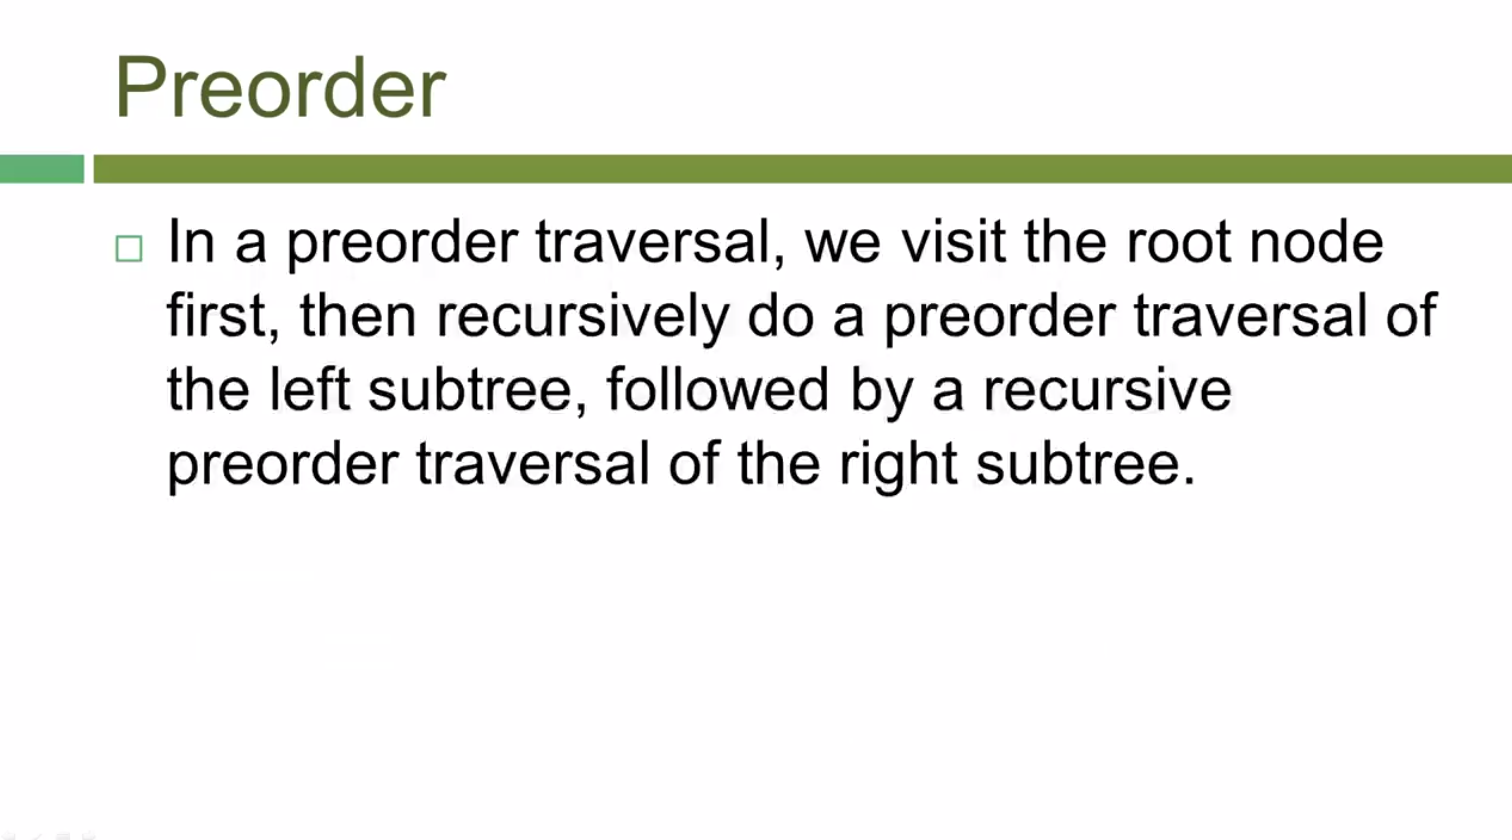 Preorder
In a preorder traversal, we visit the root node
first, then recursively do a preorder traversal of
the left subtree, followed by a recursive
preorder traversal of the right subtree.